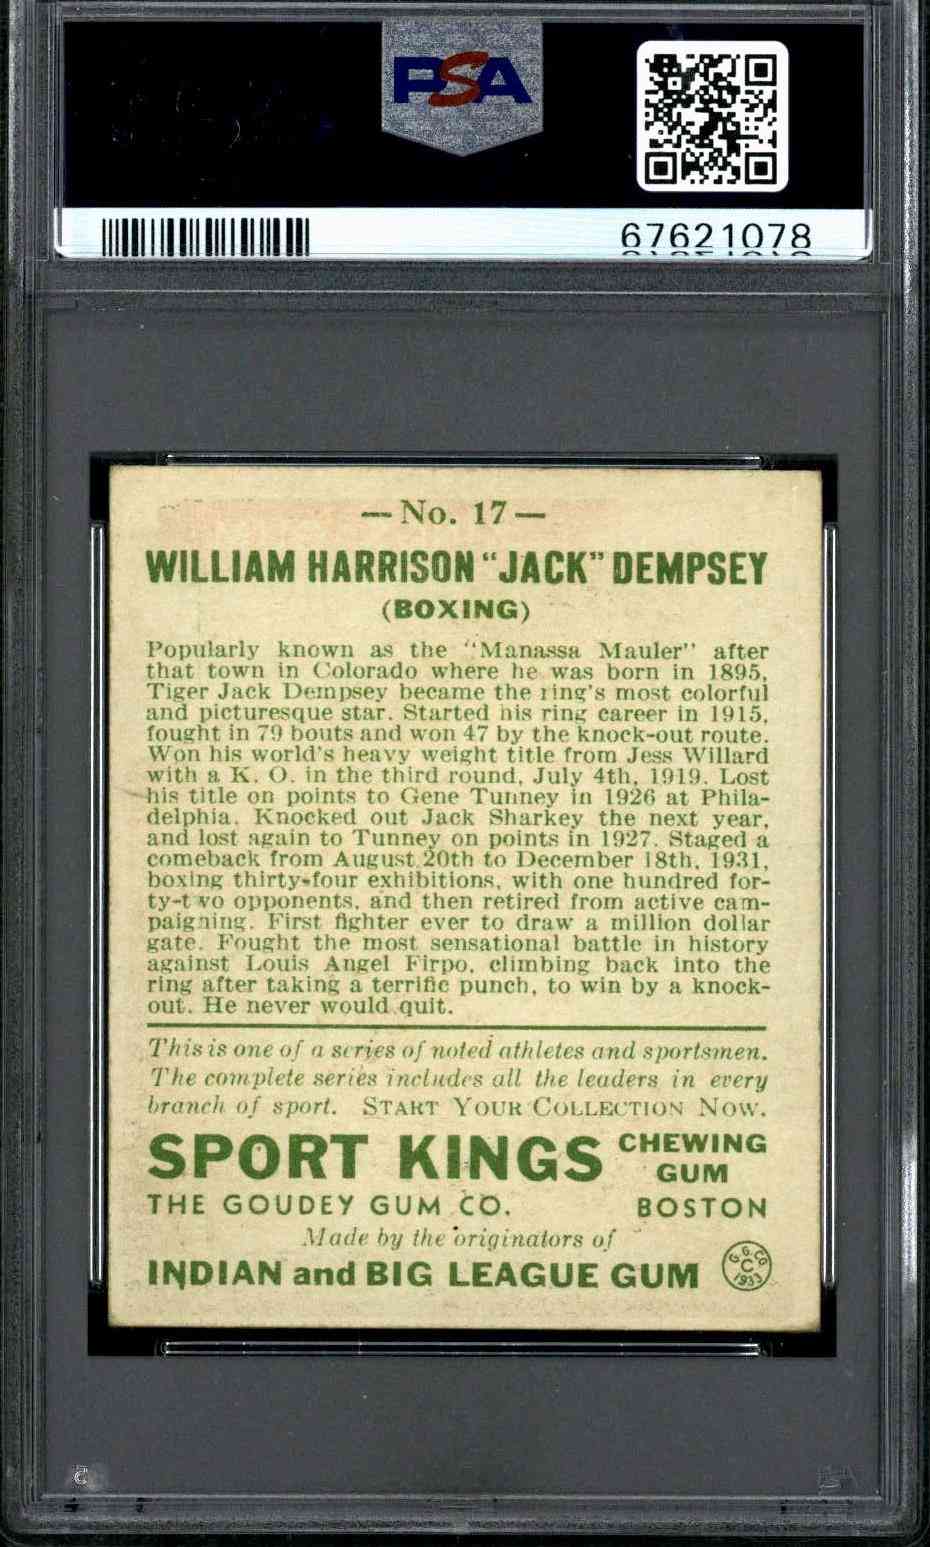 PSA
67621078
— No. 17 —
WILLIAM HARRISON "JACK" DEMPSEY
(BOXING)
Popularly known as the "Manassa Mauler" after
that town in Colorado where he was born in 1895,
Tiger Jack Dempsey became the ring's most colorful
and picturesque star. Started his ring career in 1915,
fought in 79 bouts and won 47 by the knock-out route.
Won his world's heavy weight title from Jess Willard
with a K. O. in the third round, July 4th, 1919. Lost
his title on points to Gene Tunney in 1926 at Phila-
delphia. Knocked out Jack Sharkey the next year,
and lost again to Tunney on points in 1927. Staged a
comeback from August 20th to December 18th, 1931,
boxing thirty-four exhibitions, with one hundred for-
ty-two opponents, and then retired from active cam-
paigning. First fighter ever to draw a million dollar
gate. Fought the most sensational battle in history
against Louis Angel Firpo, climbing back into the
ring after taking a terrific punch, to win by a knock-
out. He never would quit.
This is one of a series of noted athletes and sportsmen.
The complete series includes all the leaders in every
branch of sport. START YOUR COLLECTION NOW.
SPORT KINGS CHEWING GUM
THE GOUDEY GUM CO. BOSTON
Made by the originators of
INDIAN and BIG LEAGUE GUM
G. G. CO.
C
1933